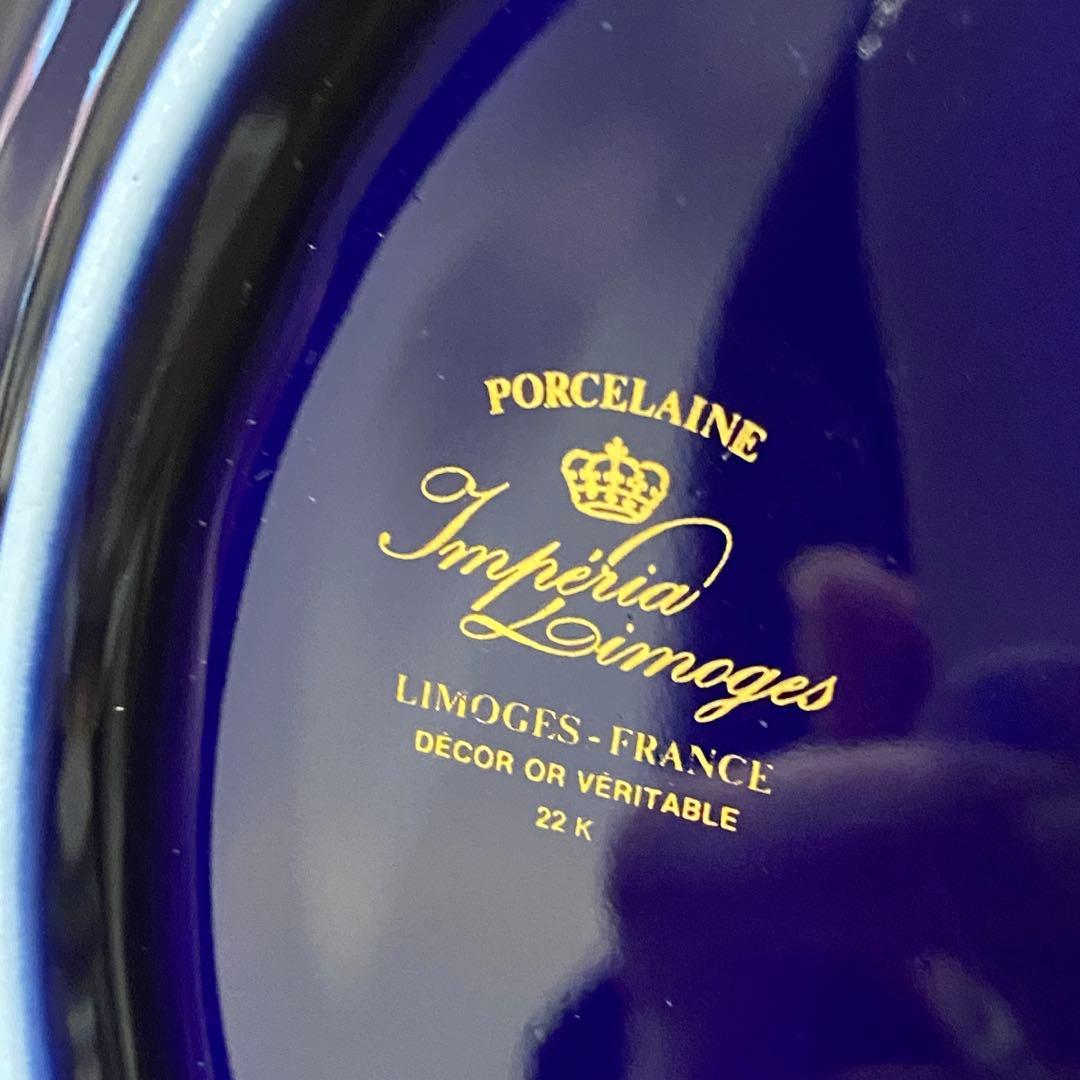 PORCELAINE
Impéria
Limoges
LIMOGES - FRANCE
DÉCOR OR VÉRITABLE
22 K